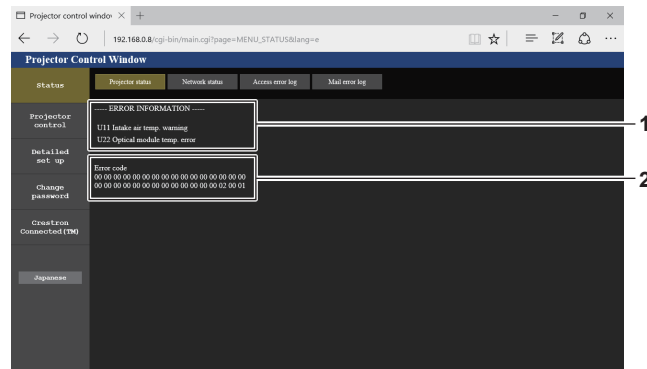 Projector control window
192.168.0.8/cgi-bin/main.cgi?page=MENU_STATUS&lang=e
Projector Control Window
Status
Projector status
Network status
Access error log
Mail error log
----- ERROR INFORMATION -----
U11 Intake air temp. warning
U22 Optical module temp. error
1
Error code
00 00 00 00 00 00 00 00 00 00 00 00 00 00 00 00
00 00 00 00 00 00 00 00 00 00 00 00 00 02 00 01
2
Projector
control
Detailed
set up
Change
password
Crestron
Connected(TM)
Japanese